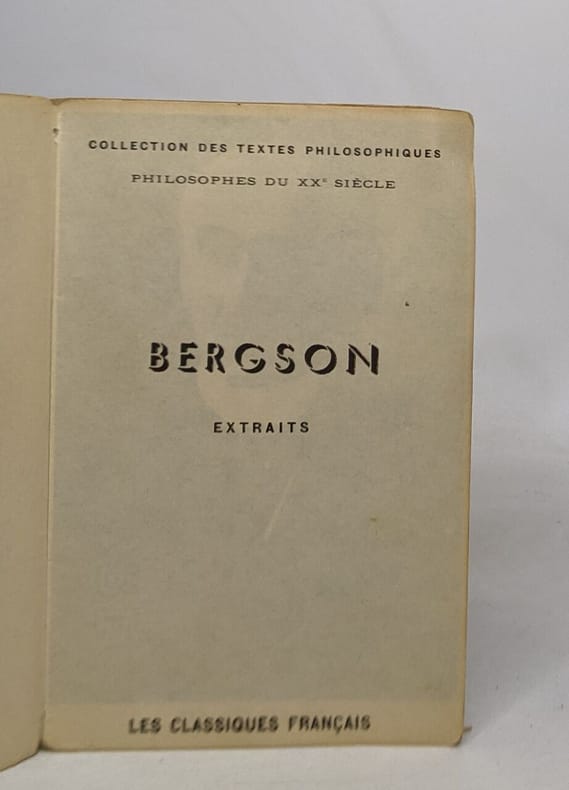 COLLECTION DES TEXTES PHILOSOPHIQUES
PHILOSOPHES DU XXᵉ SIÈCLE
BERGSON
EXTRAITS
LES CLASSIQUES FRANÇAIS